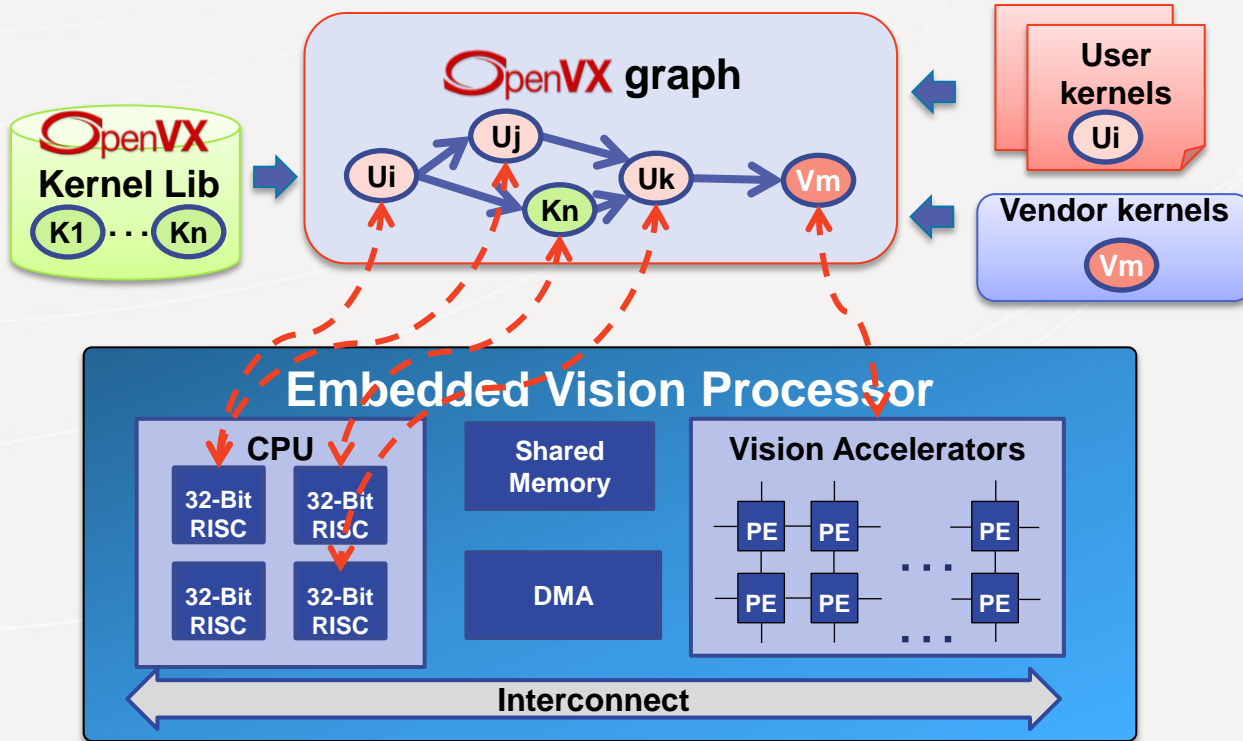 OpenVX graph
User
kernels
Ui
OpenVX
Kernel Lib
K1 ... Kn
Ui
Uj
Kn
Uk
Vm
Vendor kernels
Vm
Embedded Vision Processor
CPU
32-Bit
RISC
32-Bit
RISC
32-Bit
RISC
32-Bit
RISC
Shared
Memory
DMA
Vision Accelerators
PE PE ... PE
PE PE ... PE
Interconnect